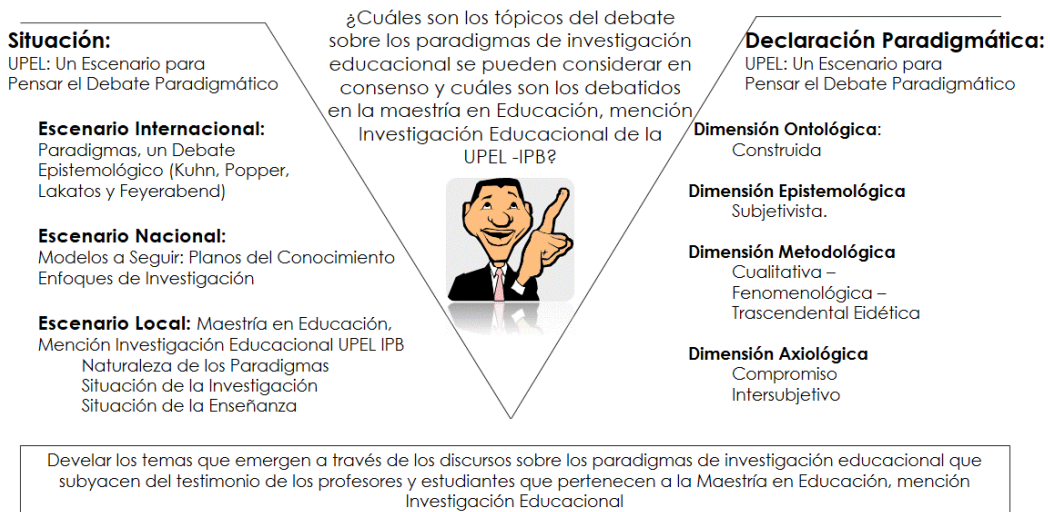 ¿Cuáles son los tópicos del debate
sobre los paradigmas de investigación
educacional se pueden considerar en
consenso y cuáles son los debatidos
en la maestría en Educación, mención
Investigación Educacional de la
UPEL -IPB?
Situación:
UPEL: Un Escenario para
Pensar el Debate Paradigmático
Escenario Internacional:
Paradigmas, un Debate
Epistemológico (Kuhn, Popper,
Lakatos y Feyerabend)
Escenario Nacional:
Modelos a Seguir: Planos del Conocimiento
Enfoques de Investigación
Escenario Local: Maestría en Educación,
Mención Investigación Educacional UPEL IPB
Naturaleza de los Paradigmas
Situación de la Investigación
Situación de la Enseñanza
Declaración Paradigmática:
UPEL: Un Escenario para
Pensar el Debate Paradigmático
Dimensión Ontológica:
Construida
Dimensión Epistemológica
Subjetivista.
Dimensión Metodológica
Cualitativa –
Fenomenológica –
Trascendental Eidética
Dimensión Axiológica
Compromiso
Intersubjetivo
Develar los temas que emergen a través de los discursos sobre los paradigmas de investigación educacional que
subyacen del testimonio de los profesores y estudiantes que pertenecen a la Maestría en Educación, mención
Investigación Educacional